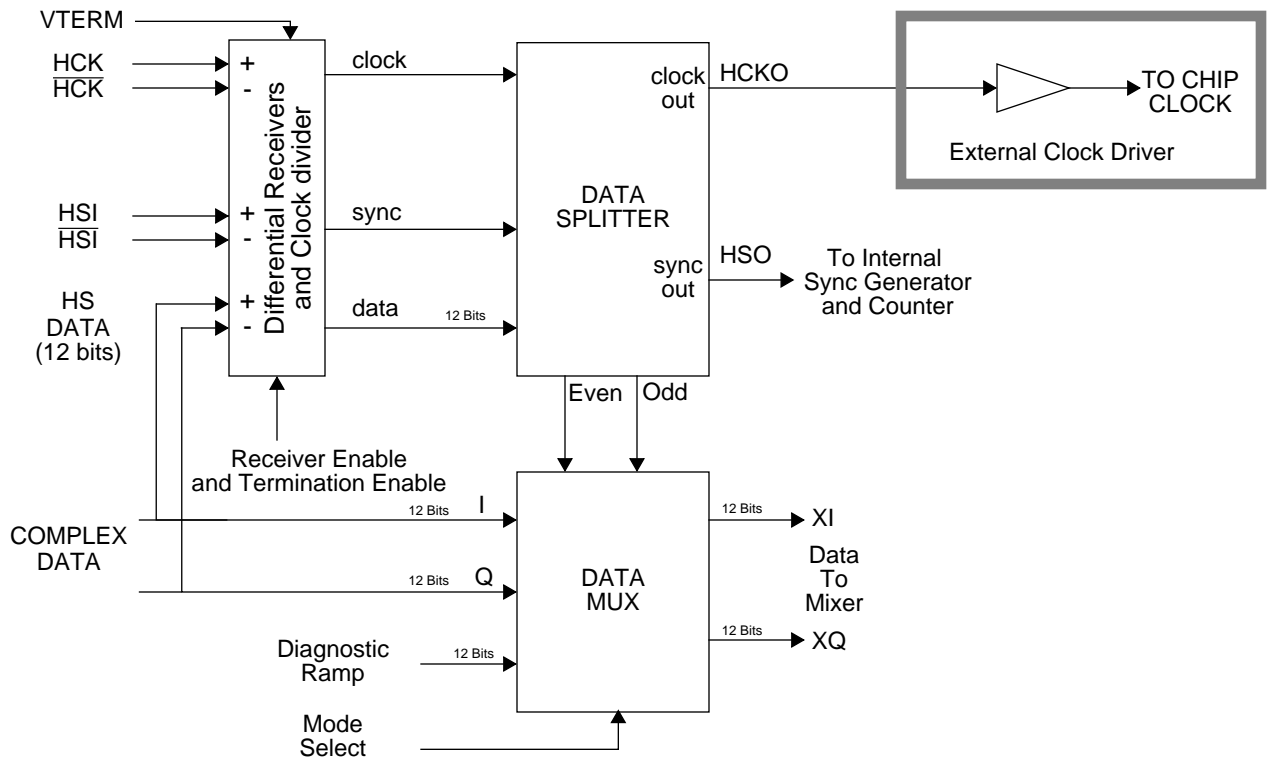 VTERM
HCK
HCK
HSI
HSI
HS
DATA
(12 bits)
+
-
+
-
+
-
Differential Receivers
and Clock divider
clock
sync
data
12 Bits
DATA
SPLITTER
clock
out
sync
out
HCKO
HSO
TO CHIP
CLOCK
External Clock Driver
To Internal
Sync Generator
and Counter
Even
Odd
Receiver Enable
and Termination Enable
COMPLEX
DATA
12 Bits
I
12 Bits
Q
Diagnostic
Ramp
12 Bits
Mode
Select
DATA
MUX
12 Bits
XI
Data
To
Mixer
12 Bits
XQ